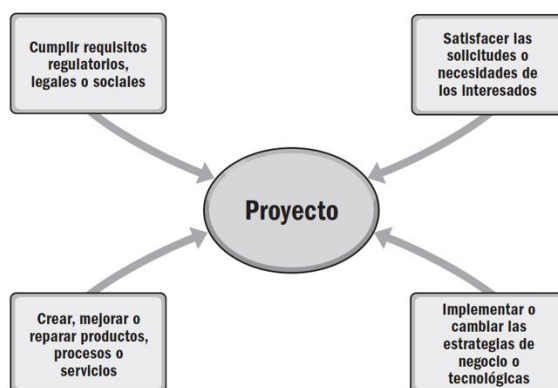 Cumplir requisitos
regulatorios,
legales o sociales
Satisfacer las
solicitudes o
necesidades de
los interesados
Proyecto
Crear, mejorar o
reparar productos,
procesos o
servicios
Implementar o
cambiar las
estrategias de
negocio o
tecnológicas